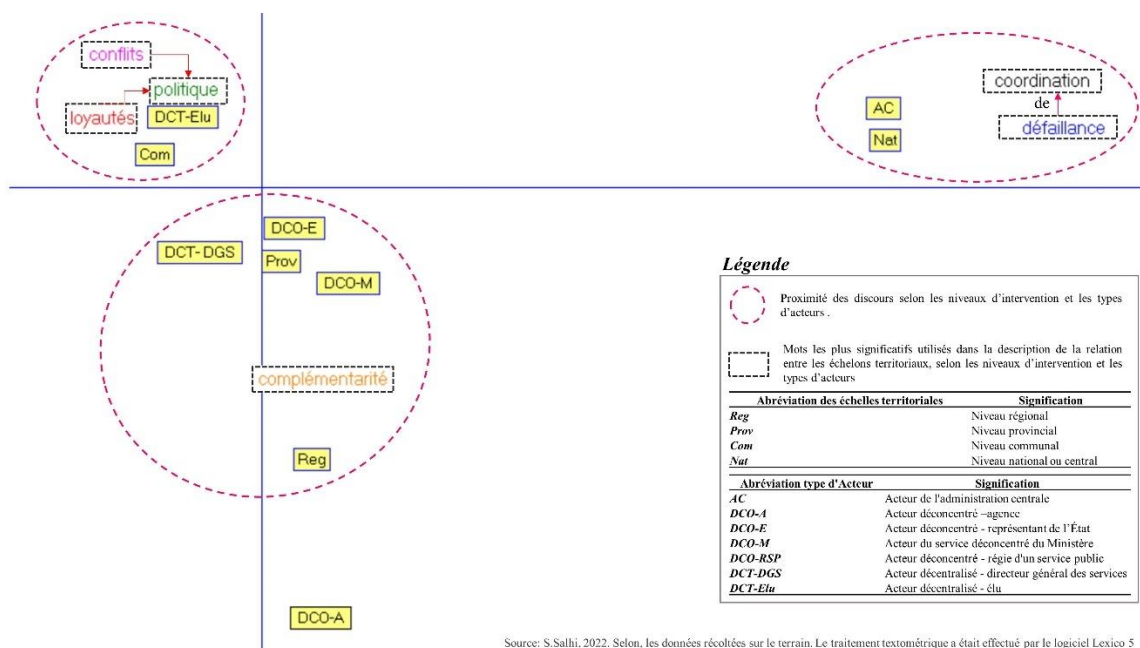 conflits
politique
loyautés
DCT-Elu
Com
coordination
de
défaillance
AC
Nat
DCO-E
DCT- DGS
Prov
DCO-M
complémentarité
Reg
DCO-A
Légende
Proximité des discours selon les niveaux d’intervention et les types
d’acteurs .
Mots les plus significatifs utilisés dans la description de la relation
entre les échelons territoriaux, selon les niveaux d’intervention et les
types d’acteurs
Abréviation des échelles territoriales Signification
Reg Niveau régional
Prov Niveau provincial
Com Niveau communal
Nat Niveau national ou central
Abréviation type d'Acteur Signification
AC Acteur de l'administration centrale
DCO-A Acteur déconcentré –agence
DCO-E Acteur déconcentré - représentant de l’État
DCO-M Acteur du service déconcentré du Ministère
DCO-RSP Acteur déconcentré - régie d'un service public
DCT-DGS Acteur décentralisé - directeur général des services
DCT-Elu Acteur décentralisé - élu
Source: S.Salhi, 2022. Selon, les données récoltées sur le terrain. Le traitement textométrique a était effectué par le logiciel Lexico 5